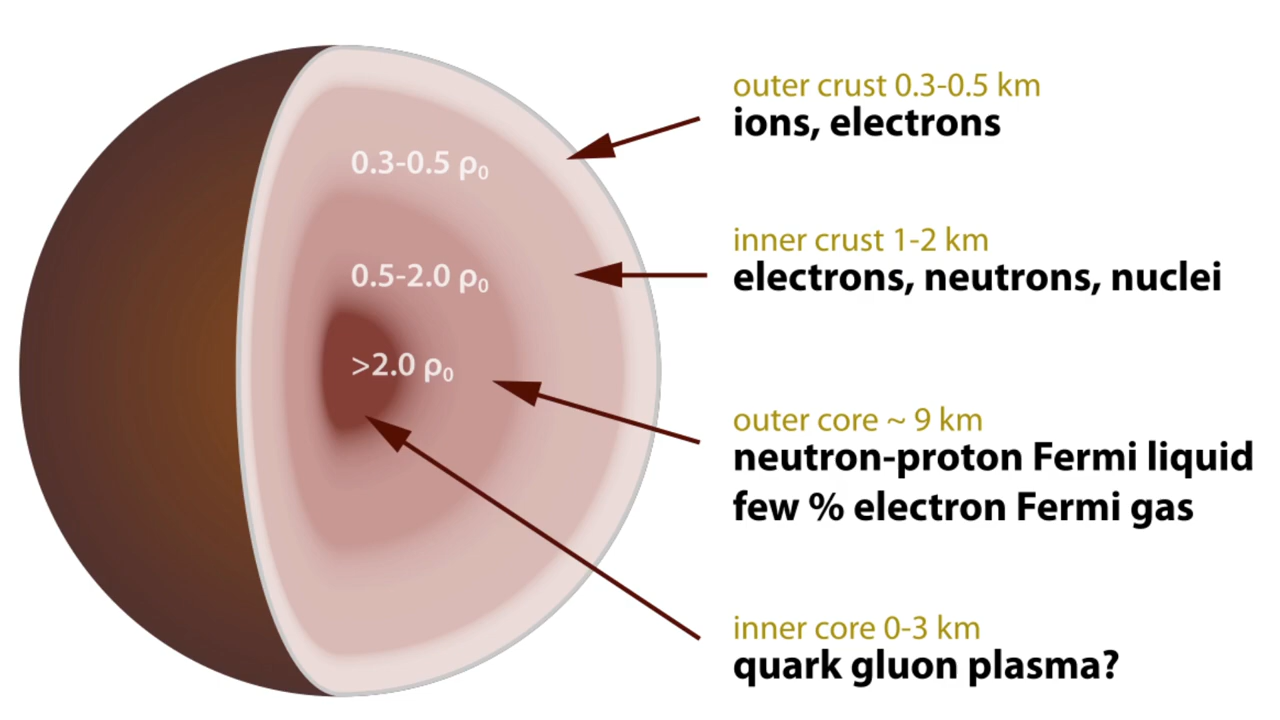 outer crust 0.3-0.5 km
ions, electrons
0.3-0.5 ρ₀
inner crust 1-2 km
electrons, neutrons, nuclei
0.5-2.0 ρ₀
>2.0 ρ₀
outer core ~ 9 km
neutron-proton Fermi liquid
few % electron Fermi gas
inner core 0-3 km
quark gluon plasma?